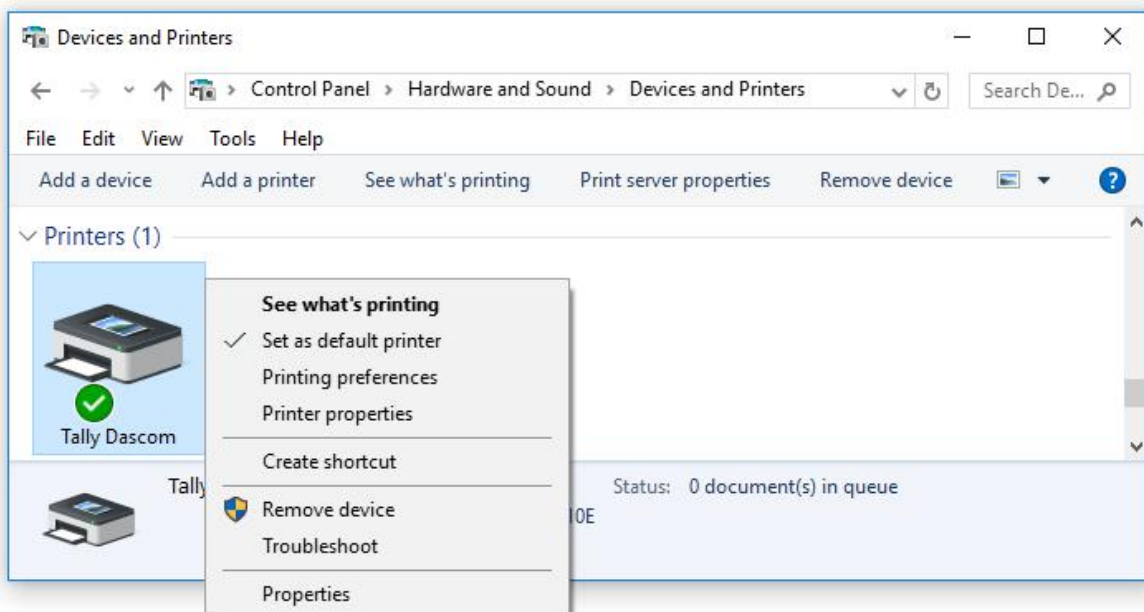 Devices and Printers
Control Panel > Hardware and Sound > Devices and Printers Search De...
File Edit View Tools Help
Add a device Add a printer See what's printing Print server properties Remove device ?
Printers (1)
See what's printing
Set as default printer
Printing preferences
Printer properties
Tally Dascom
Create shortcut
Tally Status: 0 document(s) in queue
Remove device
Troubleshoot
Properties